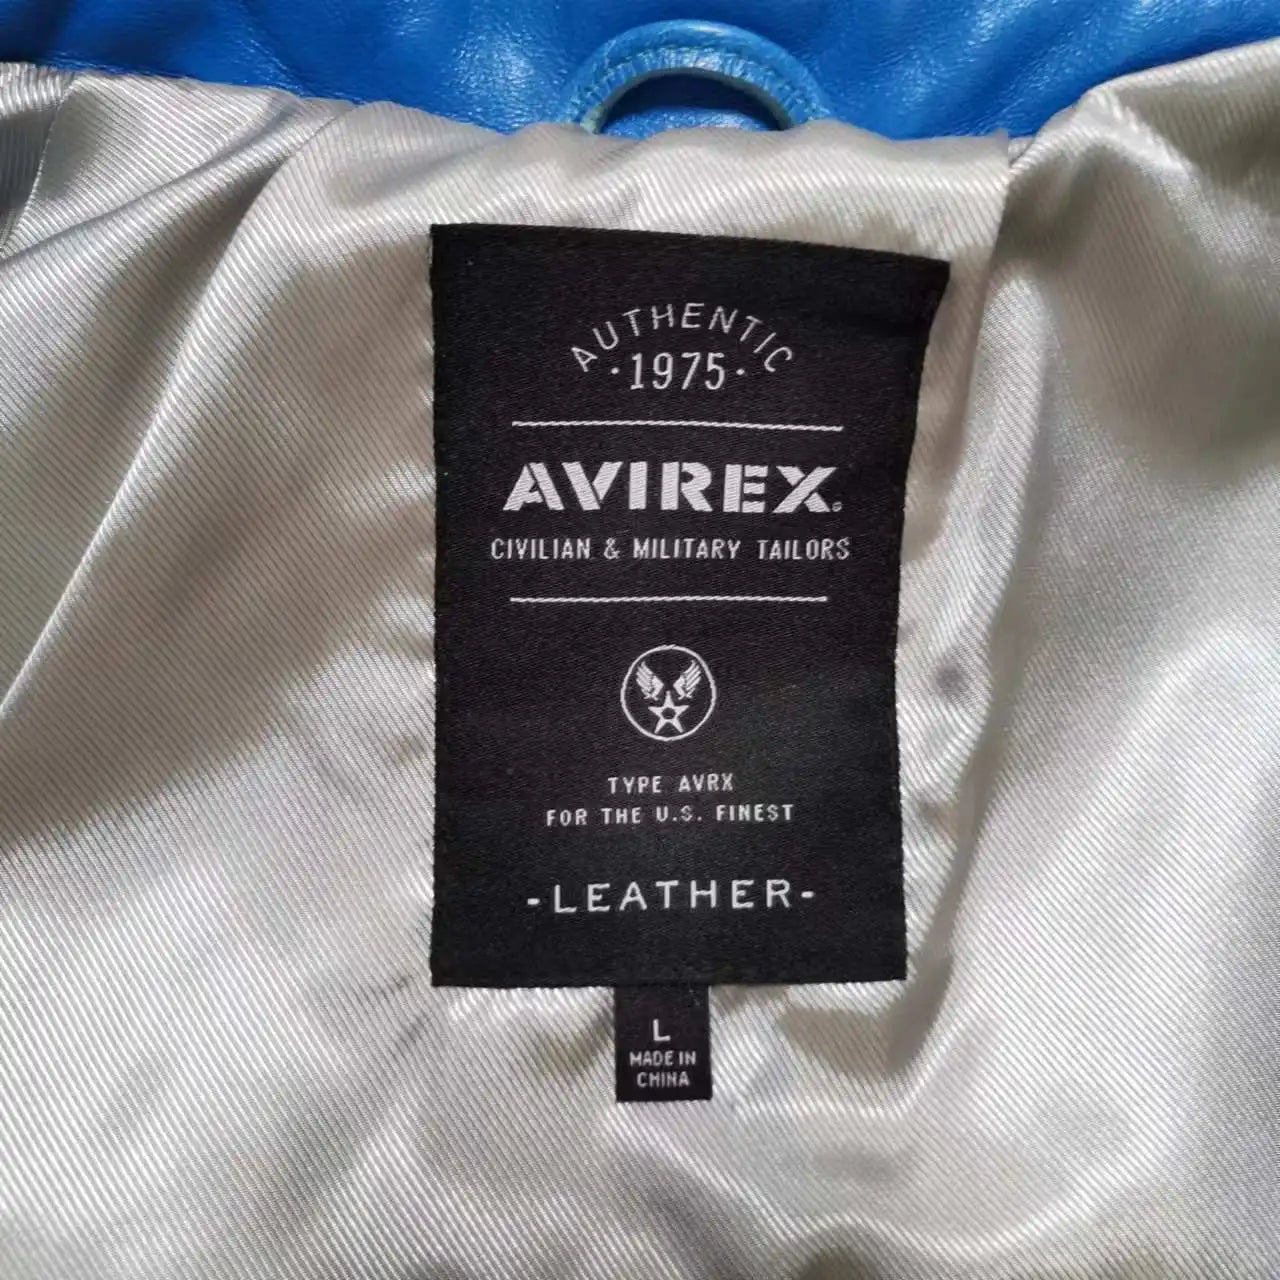 AUTHENTIC
·1975·
AVIREX.
CIVILIAN & MILITARY TAILORS
TYPE AVRX
FOR THE U.S. FINEST
-LEATHER-
L
MADE IN
CHINA